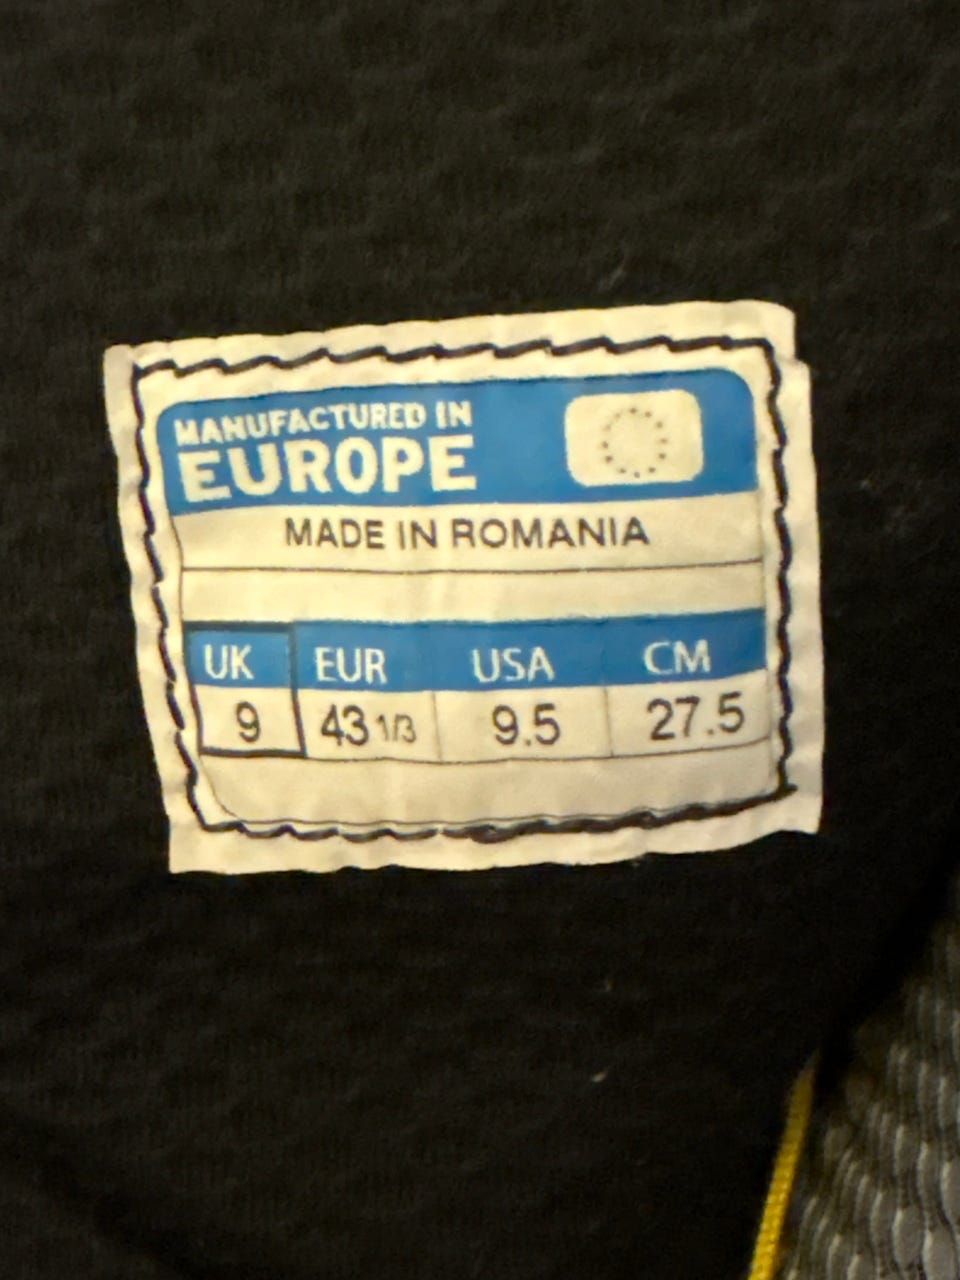 MANUFACTURED IN
EUROPE
MADE IN ROMANIA
UK EUR USA CM
9 43 1/3 9.5 27.5